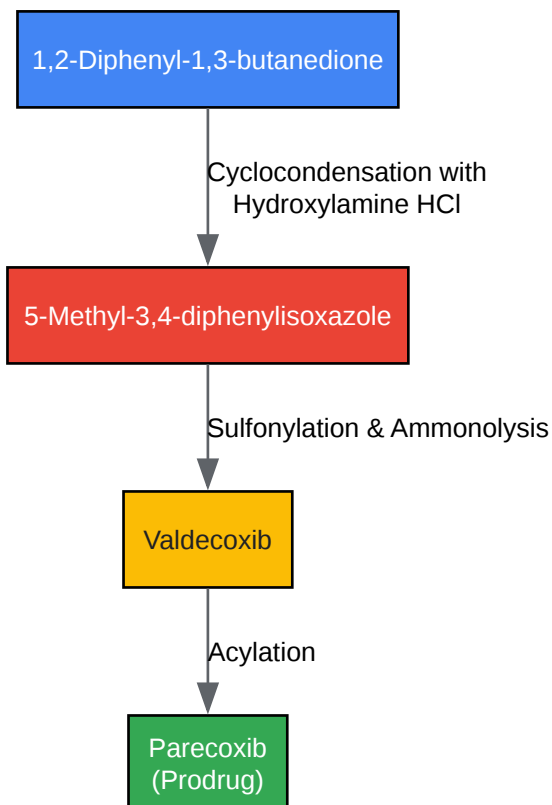 1,2-Diphenyl-1,3-butanedione
Cyclocondensation with
Hydroxylamine HCl
5-Methyl-3,4-diphenylisoxazole
Sulfonylation & Ammonolysis
Valdecoxib
Acylation
Parecoxib
(Prodrug)